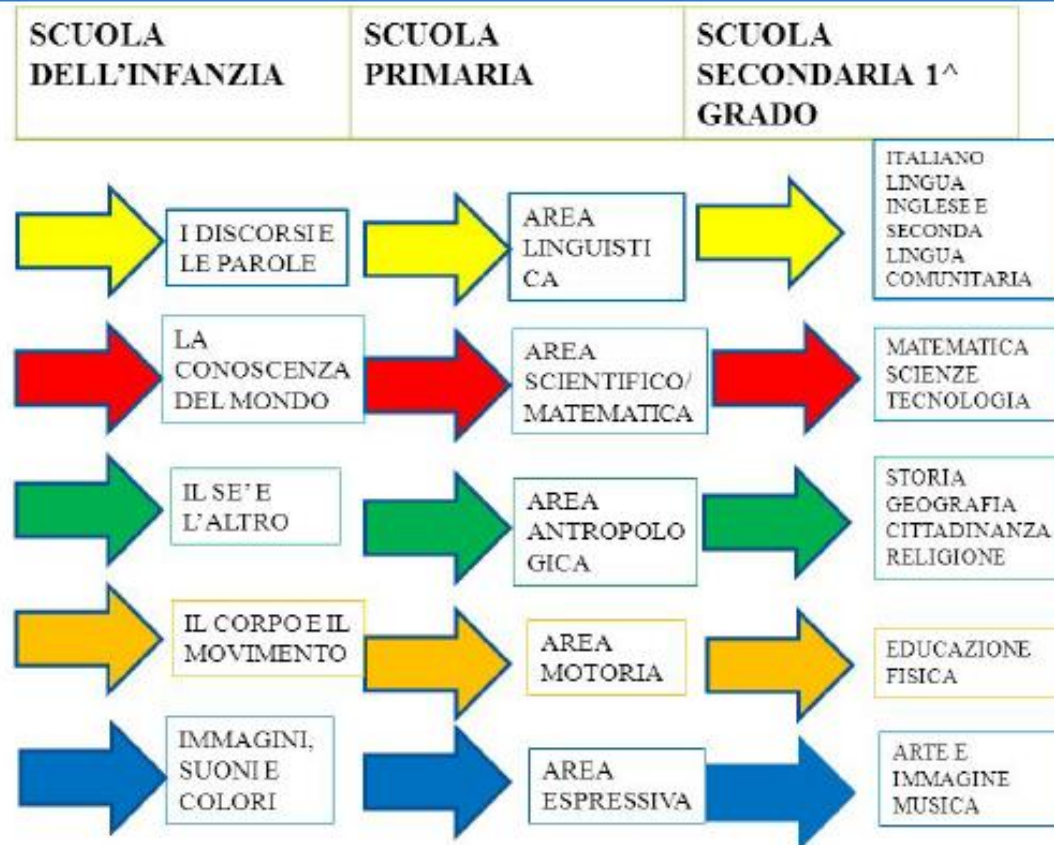 SCUOLA
DELL'INFANZIA
SCUOLA
PRIMARIA
SCUOLA
SECONDARIA 1^
GRADO
I DISCORSI E
LE PAROLE
AREA
LINGUISTI
CA
ITALIANO
LINGUA
INGLESE E
SECONDA
LINGUA
COMUNITARIA
LA
CONOSCENZA
DEL MONDO
AREA
SCIENTIFICO/
MATEMATICA
MATEMATICA
SCIENZE
TECNOLOGIA
IL SE' E
L'ALTRO
AREA
ANTROPOLO
GICA
STORIA
GEOGRAFIA
CITTADINANZA
RELIGIONE
IL CORPO E IL
MOVIMENTO
AREA
MOTORIA
EDUCAZIONE
FISICA
IMMAGINI,
SUONI E
COLORI
AREA
ESPRESSIVA
ARTE E
IMMAGINE
MUSICA